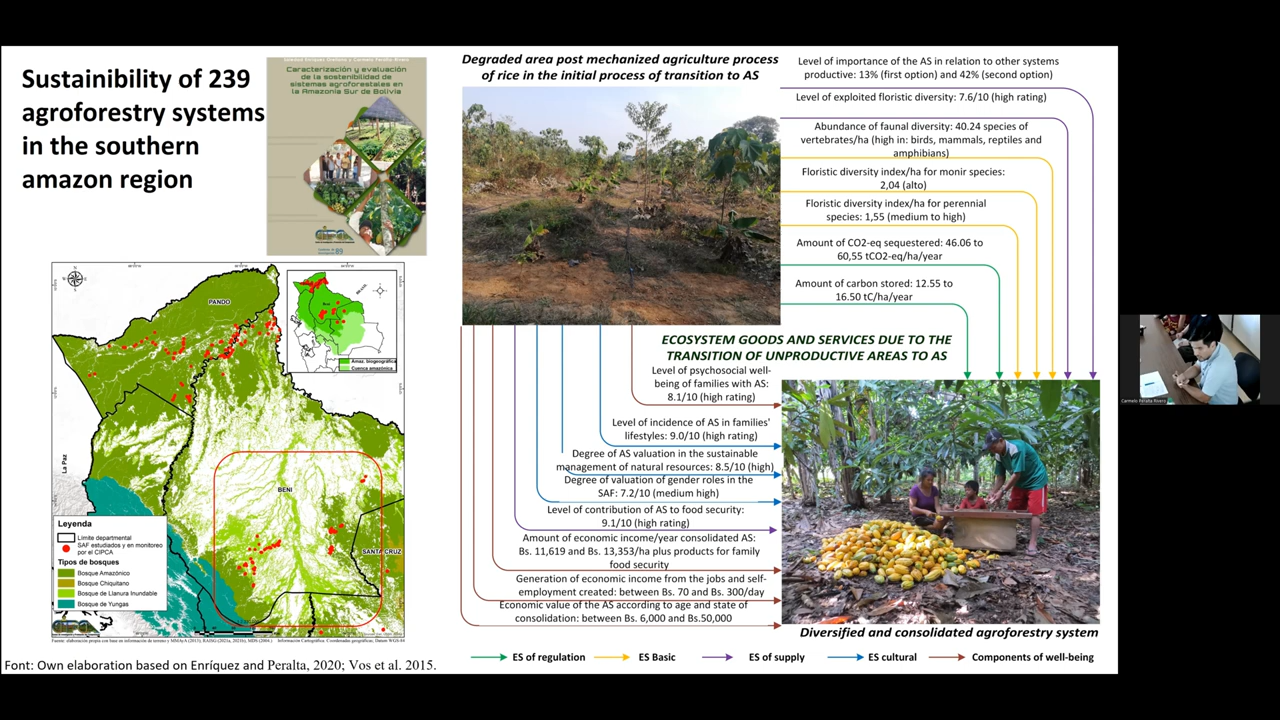 Sustainibility of 239
agroforestry systems
in the southern
amazon region
Caracterización y evaluación
de la sostenibilidad de
sistemas agroforestales en
la Amazonía Sur de Bolivia
CIPCA
89
Degraded area post mechanized agriculture process
of rice in the initial process of transition to AS
Level of importance of the AS in relation to other systems
productive: 13% (first option) and 42% (second option)
Level of exploited floristic diversity: 7.6/10 (high rating)
Abundance of faunal diversity: 40.24 species of
vertebrates/ha (high in: birds, mammals, reptiles and
amphibians)
Floristic diversity index/ha for monir species:
2,04 (alto)
Floristic diversity index/ha for perennial
species: 1,55 (medium to high)
Amount of CO2-eq sequestered: 46.06 to
60,55 tCO2-eq/ha/year
Amount of carbon stored: 12.55 to
16.50 tC/ha/year
ECOSYSTEM GOODS AND SERVICES DUE TO THE
TRANSITION OF UNPRODUCTIVE AREAS TO AS
Level of psychosocial well-
being of families with AS:
8.1/10 (high rating)
Level of incidence of AS in families'
lifestyles: 9.0/10 (high rating)
Degree of AS valuation in the sustainable
management of natural resources: 8.5/10 (high)
Degree of valuation of gender roles in the
SAF: 7.2/10 (medium high)
Level of contribution of AS to food security:
9.1/10 (high rating)
Amount of economic income/year consolidated AS:
Bs. 11,619 and Bs. 13,353/ha plus products for family
food security
Generation of economic income from the jobs and self-
employment created: between Bs. 70 and Bs. 300/day
Economic value of the AS according to age and state of
consolidation: between Bs. 6,000 and Bs.50,000
Diversified and consolidated agroforestry system
ES of regulation
ES Basic
ES of supply
ES cultural
Components of well-being
PANDO
La Paz
BENI
SANTA CRUZ
Amaz. biogeográfica
Cuenca amazónica
Leyenda
Límite departamental
SAF estudiados y en monitoreo
por el CIPCA
Tipos de bosques
Bosque Amazónico
Bosque Chiquitano
Bosque de Llanura Inundable
Bosque de Yungas
CIPCA
Font: Own elaboration based on Enríquez and Peralta, 2020; Vos et al. 2015.
Carmelo Peralta Rivero